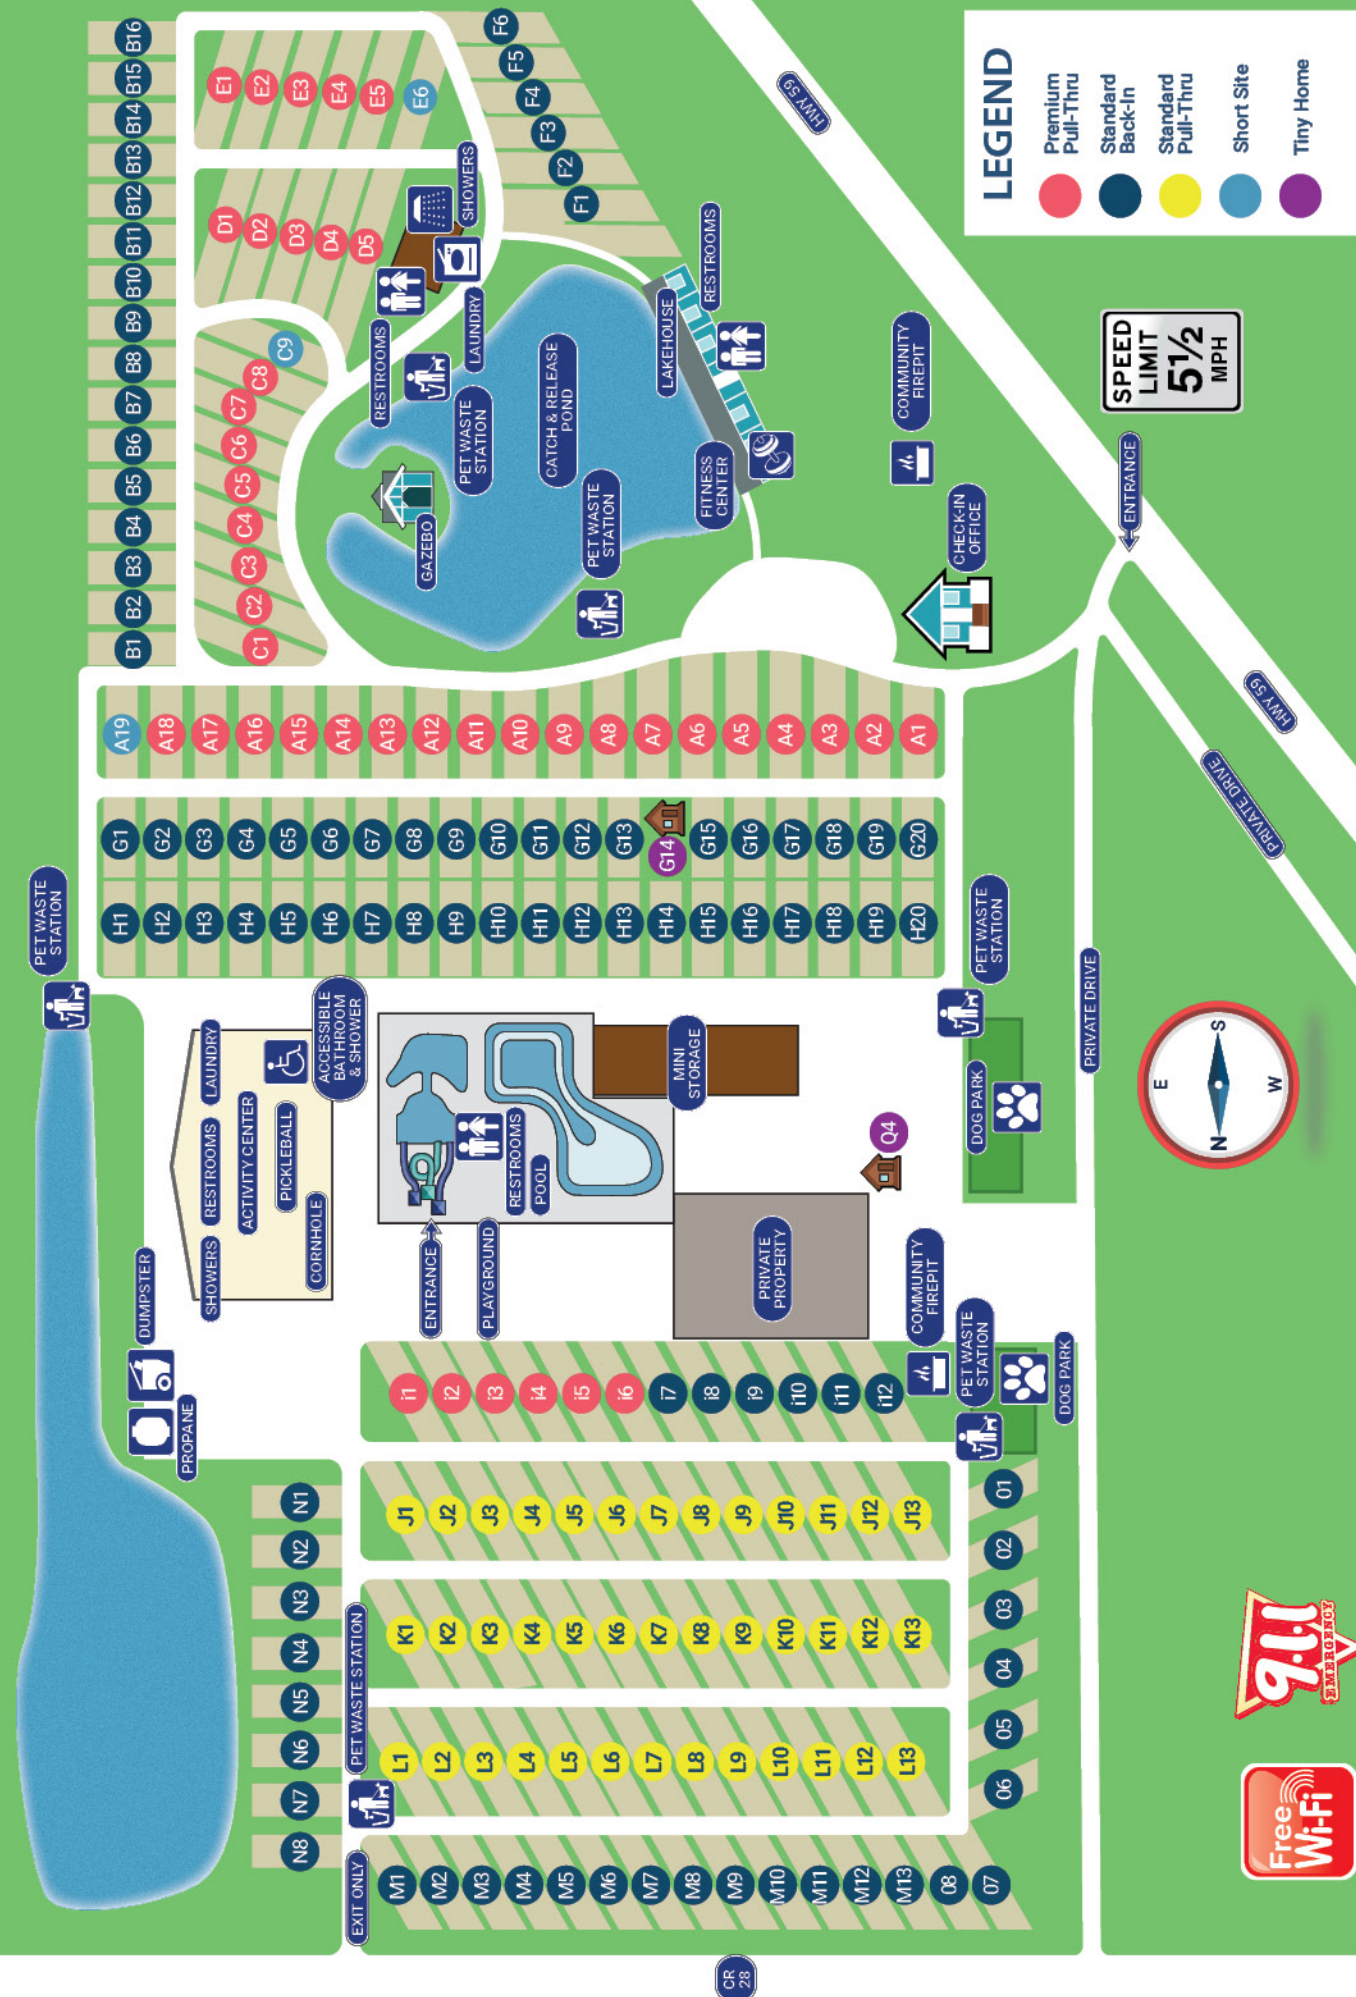 PET WASTE
STATION
DUMPSTER
PROPANE
B1
B2
B3
B4
B5
B6
B7
B8
B9
B10
B11
B12
B13
B14
B15
B16
E1
E2
E3
E4
E5
E6
D1
D2
D3
D4
D5
C1
C2
C3
C4
C5
C6
C7
C8
C9
F1
F2
F3
F4
F5
F6
SHOWERS
RESTROOMS
LAUNDRY
PET WASTE
STATION
GAZEBO
CATCH & RELEASE
POND
PET WASTE
STATION
LAKEHOUSE
RESTROOMS
FITNESS
CENTER
COMMUNITY
FIREPIT
CHECK-IN
OFFICE
ENTRANCE
HWY 59
HWY 59
PRIVATE DRIVE
PRIVATE DRIVE
A19
A18
A17
A16
A15
A14
A13
A12
A11
A10
A9
A8
A7
A6
A5
A4
A3
A2
A1
G1
G2
G3
G4
G5
G6
G7
G8
G9
G10
G11
G12
G13
G14
G15
G16
G17
G18
G19
G20
H1
H2
H3
H4
H5
H6
H7
H8
H9
H10
H11
H12
H13
H14
H15
H16
H17
H18
H19
H20
SHOWERS
RESTROOMS
LAUNDRY
ACTIVITY CENTER
PICKLEBALL
CORNHOLE
ACCESSIBLE
BATHROOM
& SHOWER
ENTRANCE
PLAYGROUND
RESTROOMS
POOL
MINI
STORAGE
PRIVATE
PROPERTY
Q4
PET WASTE
STATION
DOG PARK
COMMUNITY
FIREPIT
PET WASTE
STATION
DOG PARK
i1
i2
i3
i4
i5
i6
i7
i8
i9
i10
i11
i12
J1
J2
J3
J4
J5
J6
J7
J8
J9
J10
J11
J12
J13
K1
K2
K3
K4
K5
K6
K7
K8
K9
K10
K11
K12
K13
L1
L2
L3
L4
L5
L6
L7
L8
L9
L10
L11
L12
L13
M1
M2
M3
M4
M5
M6
M7
M8
M9
M10
M11
M12
M13
08
07
06
05
04
03
02
01
N8
N7
N6
N5
N4
N3
N2
N1
PET WASTE STATION
EXIT ONLY
CR
28
LEGEND
Premium
Pull-Thru
Standard
Back-In
Standard
Pull-Thru
Short Site
Tiny Home
SPEED
LIMIT
5 1/2
MPH
N
E
S
W
9.1.1
EMERGENCY
Free
Wi-Fi